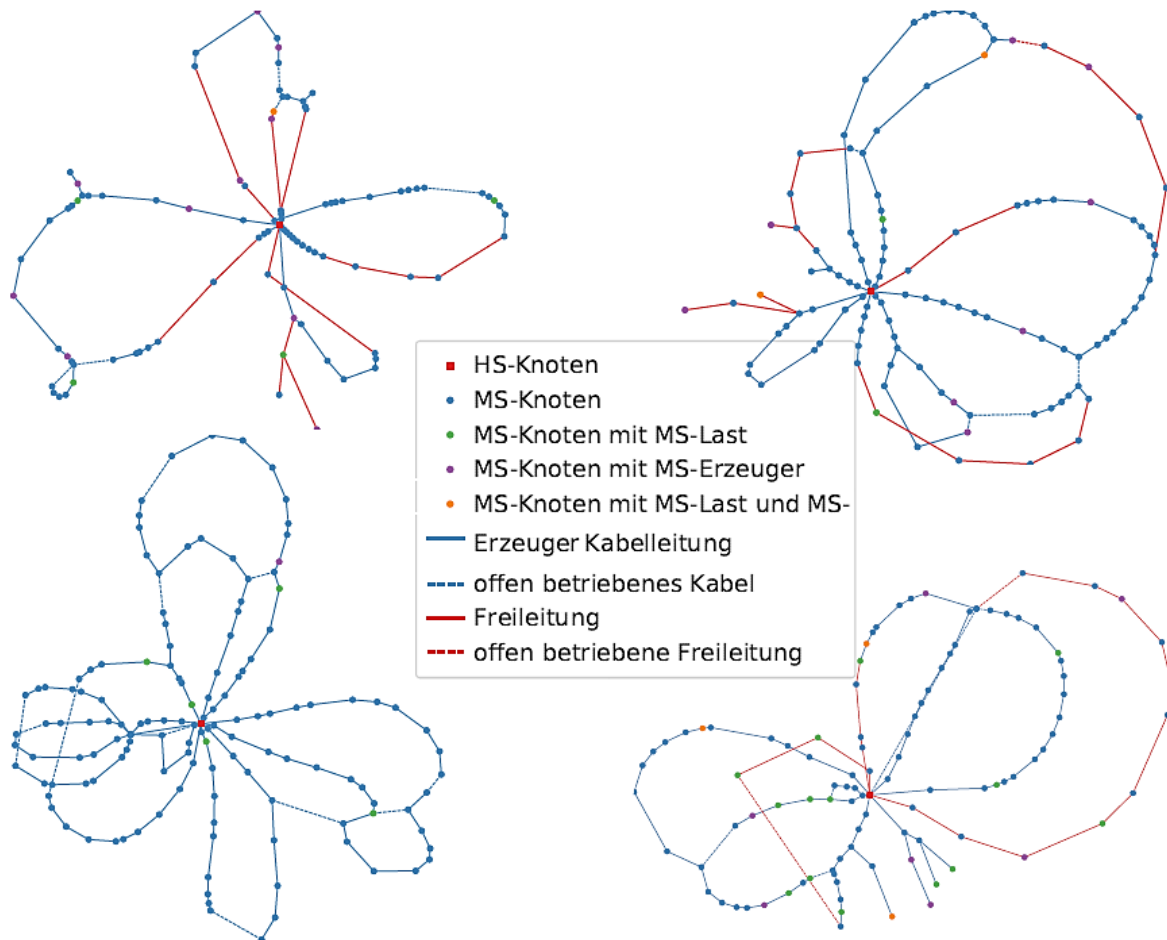 HS-Knoten
MS-Knoten
MS-Knoten mit MS-Last
MS-Knoten mit MS-Erzeuger
MS-Knoten mit MS-Last und MS-
Erzeuger Kabelleitung
offen betriebenes Kabel
Freileitung
offen betriebene Freileitung